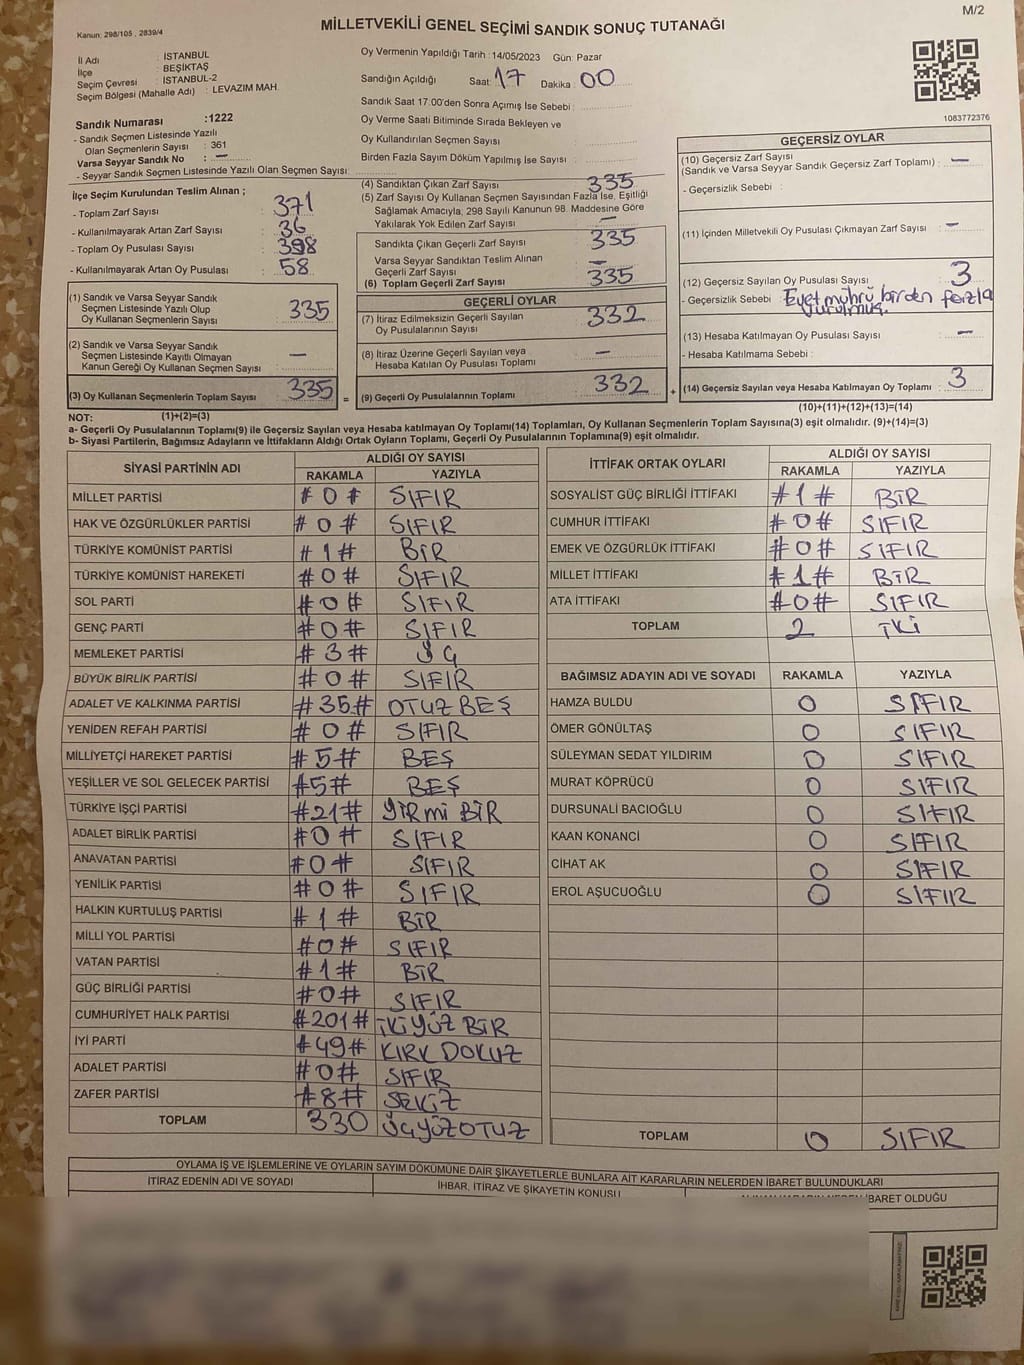 M/2
Kanun: 298/105 , 2839/4
MİLLETVEKİLİ GENEL SEÇİMİ SANDIK SONUÇ TUTANAĞI
İl Adı : İSTANBUL
İlçe : BEŞİKTAŞ
Seçim Çevresi : İSTANBUL-2
Seçim Bölgesi (Mahalle Adı) : LEVAZIM MAH.
Sandık Numarası :1222
- Sandık Seçmen Listesinde Yazılı
Olan Seçmenlerin Sayısı : 361
Varsa Seyyar Sandık No : —
- Seyyar Sandık Seçmen Listesinde Yazılı Olan Seçmen Sayısı
Oy Vermenin Yapıldığı Tarih : 14/05/2023 Gün: Pazar
Sandığın Açıldığı Saat: 17 Dakika : 00
Sandık Saat 17:00'den Sonra Açımış İse Sebebi :
Oy Verme Saati Bitiminde Sırada Bekleyen ve
Oy Kullandırılan Seçmen Sayısı :
Birden Fazla Sayım Döküm Yapılmış İse Sayısı :
1083772376
İlçe Seçim Kurulundan Teslim Alınan ;
- Toplam Zarf Sayısı : 371
- Kullanılmayarak Artan Zarf Sayısı : 36
- Toplam Oy Pusulası Sayısı : 398
- Kullanılmayarak Artan Oy Pusulası : 58
(1) Sandık ve Varsa Seyyar Sandık
Seçmen Listesinde Yazılı Olup
Oy Kullanan Seçmenlerin Sayısı : 335
(2) Sandık ve Varsa Seyyar Sandık
Seçmen Listesinde Kayıtlı Olmayan
Kanun Gereği Oy Kullanan Seçmen Sayısı : —
(3) Oy Kullanan Seçmenlerin Toplam Sayısı : 335
(1)+(2)=(3)
(4) Sandıktan Çıkan Zarf Sayısı : 335
(5) Zarf Sayısı Oy Kullanan Seçmen Sayısından Fazla İse, Eşitliği
Sağlamak Amacıyla, 298 Sayılı Kanunun 98. Maddesine Göre
Yakılarak Yok Edilen Zarf Sayısı : —
Sandıkta Çıkan Geçerli Zarf Sayısı : 335
Varsa Seyyar Sandıktan Teslim Alınan
Geçerli Zarf Sayısı : —
(6) Toplam Geçerli Zarf Sayısı : 335
GEÇERLİ OYLAR
(7) İtiraz Edilmeksizin Geçerli Sayılan
Oy Pusulalarının Sayısı : 332
(8) İtiraz Üzerine Geçerli Sayılan veya
Hesaba Katılan Oy Pusulası Toplamı : —
= (9) Geçerli Oy Pusulalarının Toplamı : 332
GEÇERSİZ OYLAR
(10) Geçersiz Zarf Sayısı
(Sandık ve Varsa Seyyar Sandık Geçersiz Zarf Toplamı) : —
- Geçersizlik Sebebi :
(11) İçinden Milletvekili Oy Pusulası Çıkmayan Zarf Sayısı : —
(12) Geçersiz Sayılan Oy Pusulası Sayısı : 3
- Geçersizlik Sebebi : Evet mührü birden fazla
vurulmuş.
(13) Hesaba Katılmayan Oy Pusulası Sayısı : —
- Hesaba Katılmama Sebebi :
+ (14) Geçersiz Sayılan veya Hesaba Katılmayan Oy Toplamı : 3
(10)+(11)+(12)+(13)=(14)
NOT:
a- Geçerli Oy Pusulasının Toplamı(9) ile Geçersiz Sayılan veya Hesaba katılmayan Oy Toplamı(14) Toplamları, Oy Kullanan Seçmenlerin Toplam Sayısına(3) eşit olmalıdır. (9)+(14)=(3)
b- Siyasi Partilerin, Bağımsız Adayların ve İttifakların Aldığı Ortak Oyların Toplamı, Geçerli Oy Pusulalarının Toplamına(9) eşit olmalıdır.
SİYASİ PARTİNİN ADI ALDIĞI OY SAYISI
RAKAMLA YAZIYLA
MİLLET PARTİSİ # 0 # SIFIR
HAK VE ÖZGÜRLÜKLER PARTİSİ # 0 # SIFIR
TÜRKİYE KOMÜNİST PARTİSİ # 1 # BİR
TÜRKİYE KOMÜNİST HAREKETİ # 0 # SIFIR
SOL PARTİ # 0 # SIFIR
GENÇ PARTİ # 0 # SIFIR
MEMLEKET PARTİSİ # 3 # ÜÇ
BÜYÜK BİRLİK PARTİSİ # 0 # SIFIR
ADALET VE KALKINMA PARTİSİ # 35 # OTUZ BEŞ
YENİDEN REFAH PARTİSİ # 0 # SIFIR
MİLLİYETÇİ HAREKET PARTİSİ # 5 # BEŞ
YEŞİLLER VE SOL GELECEK PARTİSİ # 5 # BEŞ
TÜRKİYE İŞÇİ PARTİSİ # 21 # YİRMİ BİR
ADALET BİRLİK PARTİSİ # 0 # SIFIR
ANAVATAN PARTİSİ # 0 # SIFIR
YENİLİK PARTİSİ # 0 # SIFIR
HALKIN KURTULUŞ PARTİSİ # 1 # BİR
MİLLİ YOL PARTİSİ # 0 # SIFIR
VATAN PARTİSİ # 1 # BİR
GÜÇ BİRLİĞİ PARTİSİ # 0 # SIFIR
CUMHURİYET HALK PARTİSİ # 201 # İKİ YÜZ BİR
İYİ PARTİ # 49 # KIRK DOKUZ
ADALET PARTİSİ # 0 # SIFIR
ZAFER PARTİSİ # 8 # SEKİZ
TOPLAM 330 ÜÇYÜZOTUZ
İTTİFAK ORTAK OYLARI ALDIĞI OY SAYISI
RAKAMLA YAZIYLA
SOSYALİST GÜÇ BİRLİĞİ İTTİFAKI # 1 # BİR
CUMHUR İTTİFAKI # 0 # SIFIR
EMEK VE ÖZGÜRLÜK İTTİFAKI # 0 # SIFIR
MİLLET İTTİFAKI # 1 # BİR
ATA İTTİFAKI # 0 # SIFIR
TOPLAM 2 İKİ
BAĞIMSIZ ADAYIN ADI VE SOYADI RAKAMLA YAZIYLA
HAMZA BULDU 0 SIFIR
ÖMER GÖNÜLTAŞ 0 SIFIR
SÜLEYMAN SEDAT YILDIRIM 0 SIFIR
MURAT KÖPRÜCÜ 0 SIFIR
DURSUNALİ BACIOĞLU 0 SIFIR
KAAN KONANCI 0 SIFIR
CİHAT AK 0 SIFIR
EROL AŞUCUOĞLU 0 SIFIR
TOPLAM 0 SIFIR
OYLAMA İŞ VE İŞLEMLERİNE VE OYLARIN SAYIM DÖKÜMÜNE DAİR ŞİKAYETLERLE BUNLARA AİT KARARLARIN NELERDEN İBARET BULUNDUKLARI
İTİRAZ EDENİN ADI VE SOYADI İHBAR, İTİRAZ VE ŞİKAYETİN KONUSU İBARET OLDUĞU